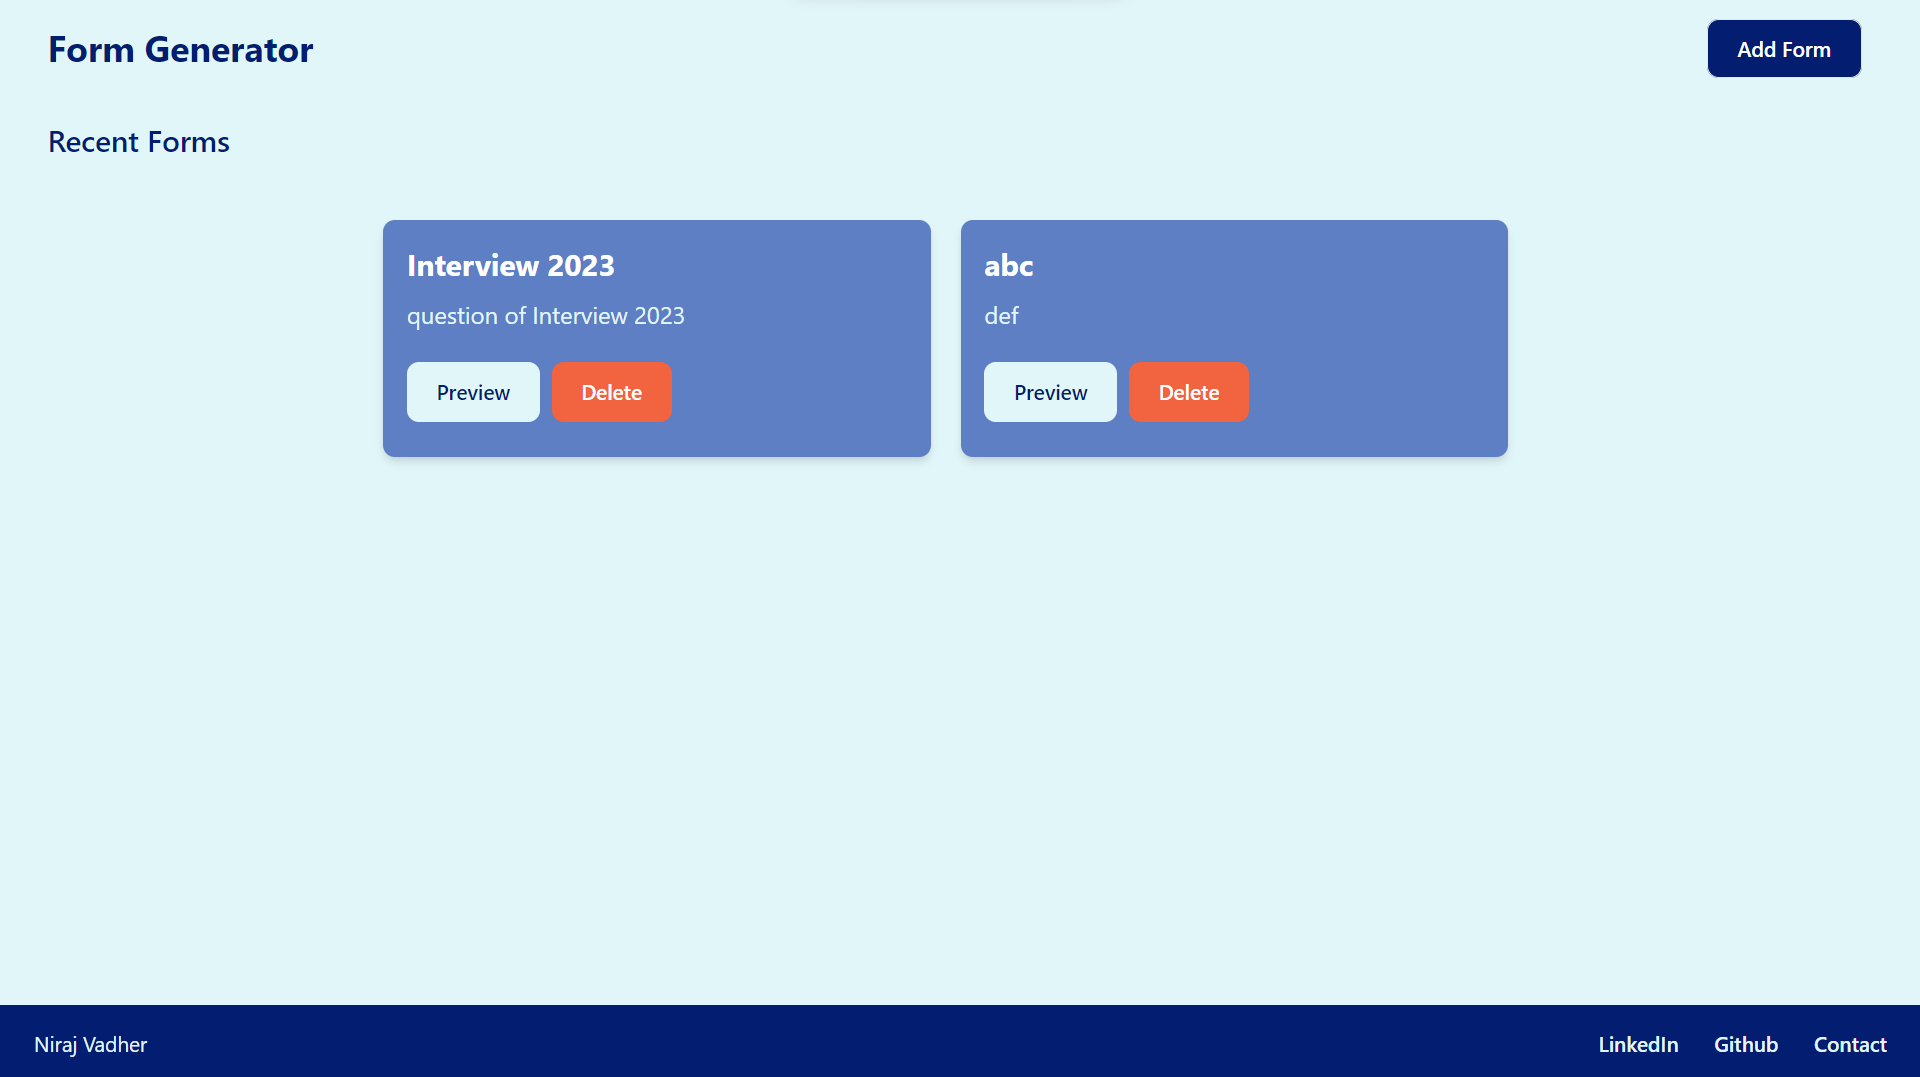 Form Generator
Add Form
Recent Forms
Interview 2023
question of Interview 2023
Preview
Delete
abc
def
Preview
Delete
Niraj Vadher
LinkedIn
Github
Contact